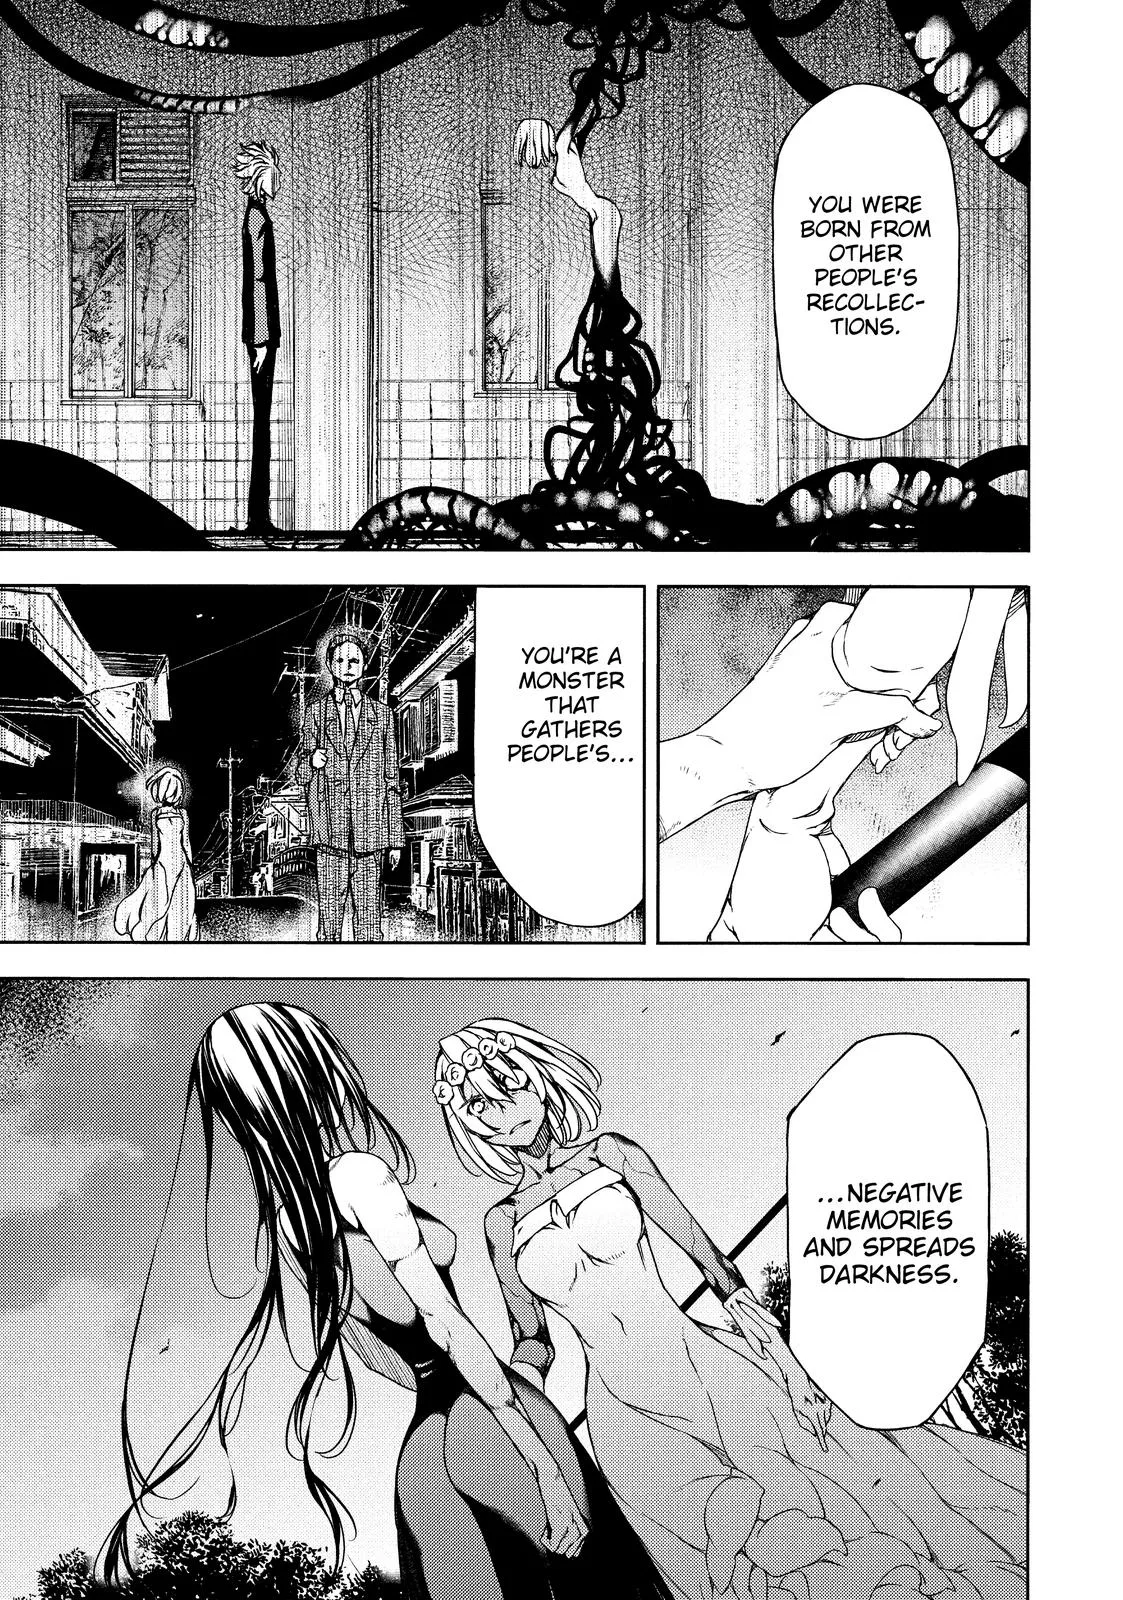 YOU WERE
BORN FROM
OTHER
PEOPLE'S
RECOLLEC-
TIONS.
YOU'RE A
MONSTER
THAT
GATHERS
PEOPLE'S...
...NEGATIVE
MEMORIES
AND SPREADS
DARKNESS.